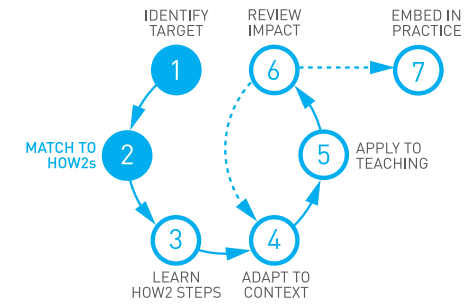 IDENTIFY
TARGET
1
REVIEW
IMPACT
6
EMBED IN
PRACTICE
7
MATCH TO
HOW2s
2
5
APPLY TO
TEACHING
3
LEARN
HOW2 STEPS
4
ADAPT TO
CONTEXT